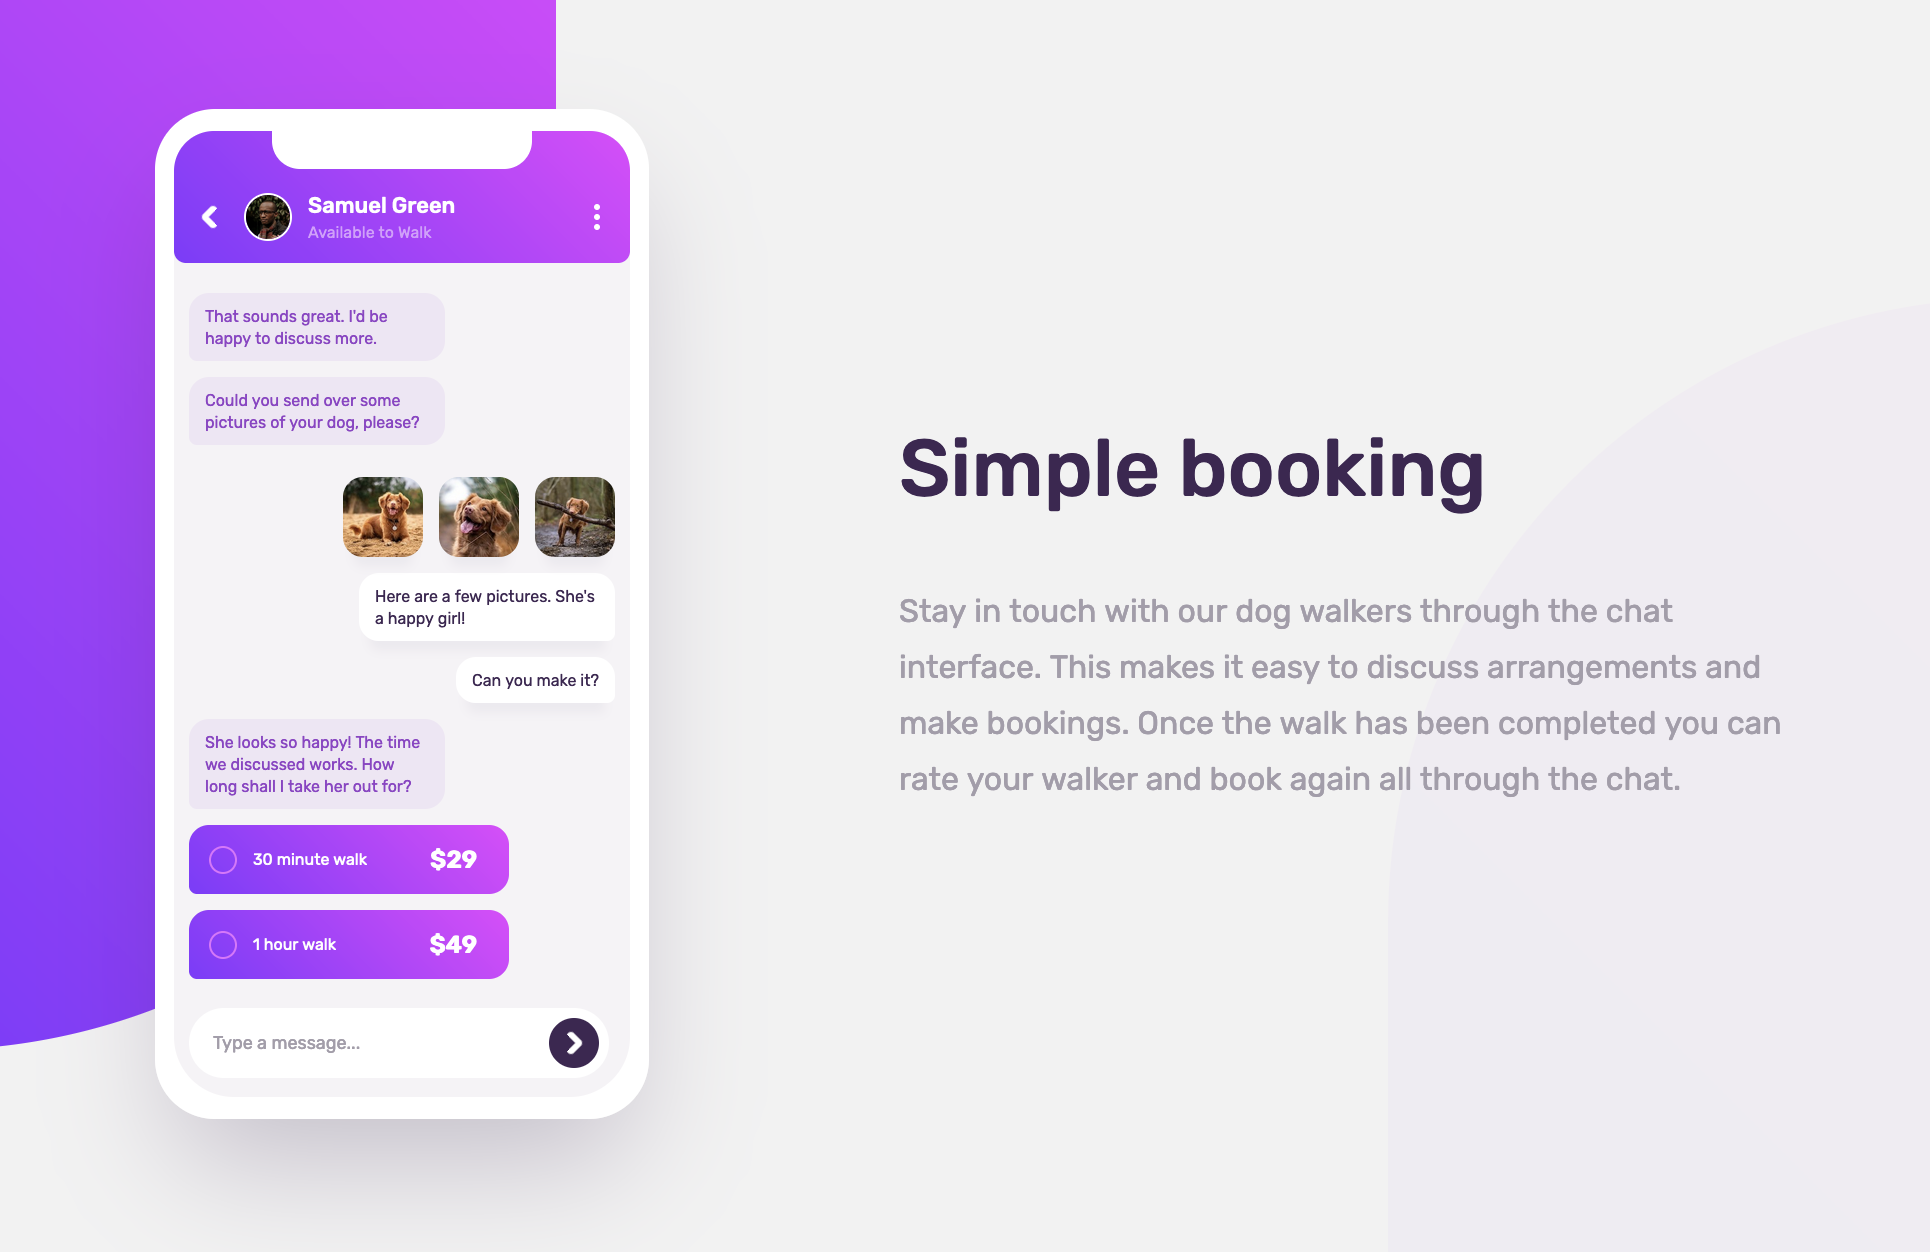 Samuel Green
Available to Walk
That sounds great. I'd be
happy to discuss more.
Could you send over some
pictures of your dog, please?
Here are a few pictures. She's
a happy girl!
Can you make it?
She looks so happy! The time
we discussed works. How
long shall I take her out for?
30 minute walk $29
1 hour walk $49
Type a message...
Simple booking
Stay in touch with our dog walkers through the chat
interface. This makes it easy to discuss arrangements and
make bookings. Once the walk has been completed you can
rate your walker and book again all through the chat.